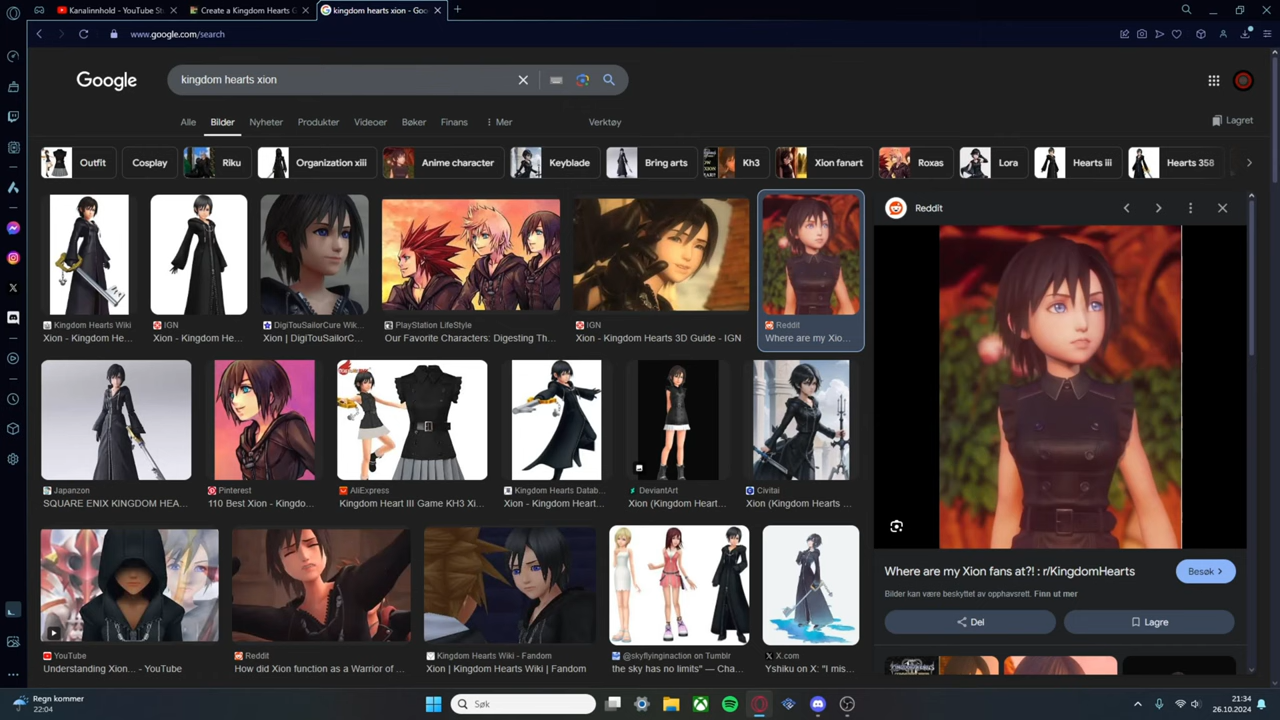 Kanalinnhold - YouTube St
Create a Kingdom Hearts C
kingdom hearts xion - Goo
www.google.com/search
Google
kingdom hearts xion
Alle
Bilder
Nyheter
Produkter
Videoer
Bøker
Finans
Mer
Verktøy
Lagret
Outfit
Cosplay
Riku
Organization xiii
Anime character
Keyblade
Bring arts
Kh3
Xion fanart
Roxas
Lora
Hearts iii
Hearts 358
Kingdom Hearts Wiki
Xion - Kingdom He...
IGN
Xion - Kingdom He...
DigiTouSailorCure Wik...
Xion | DigiTouSailorC...
PlayStation LifeStyle
Our Favorite Characters: Digesting Th...
IGN
Xion - Kingdom Hearts 3D Guide - IGN
Reddit
Where are my Xio...
Japanzon
SQUARE ENIX KINGDOM HEA...
Pinterest
110 Best Xion - Kingdo...
AliExpress
Kingdom Heart III Game KH3 Xi...
Kingdom Hearts Datab...
Xion - Kingdom Heart...
DeviantArt
Xion (Kingdom Heart...
Civitai
Xion (Kingdom Hearts ...
YouTube
Understanding Xion... - YouTube
Reddit
How did Xion function as a Warrior of ...
Kingdom Hearts Wiki - Fandom
Xion | Kingdom Hearts Wiki | Fandom
@skyflyinginaction on Tumblr
the sky has no limits" — Cha...
X.com
Yshiku on X: "I mis...
Reddit
Where are my Xion fans at?! : r/KingdomHearts
Besøk
Bilder kan være beskyttet av opphavsrett. Finn ut mer
Del
Lagre
Regn kommer
22:04
Søk
21:34
26.10.2024